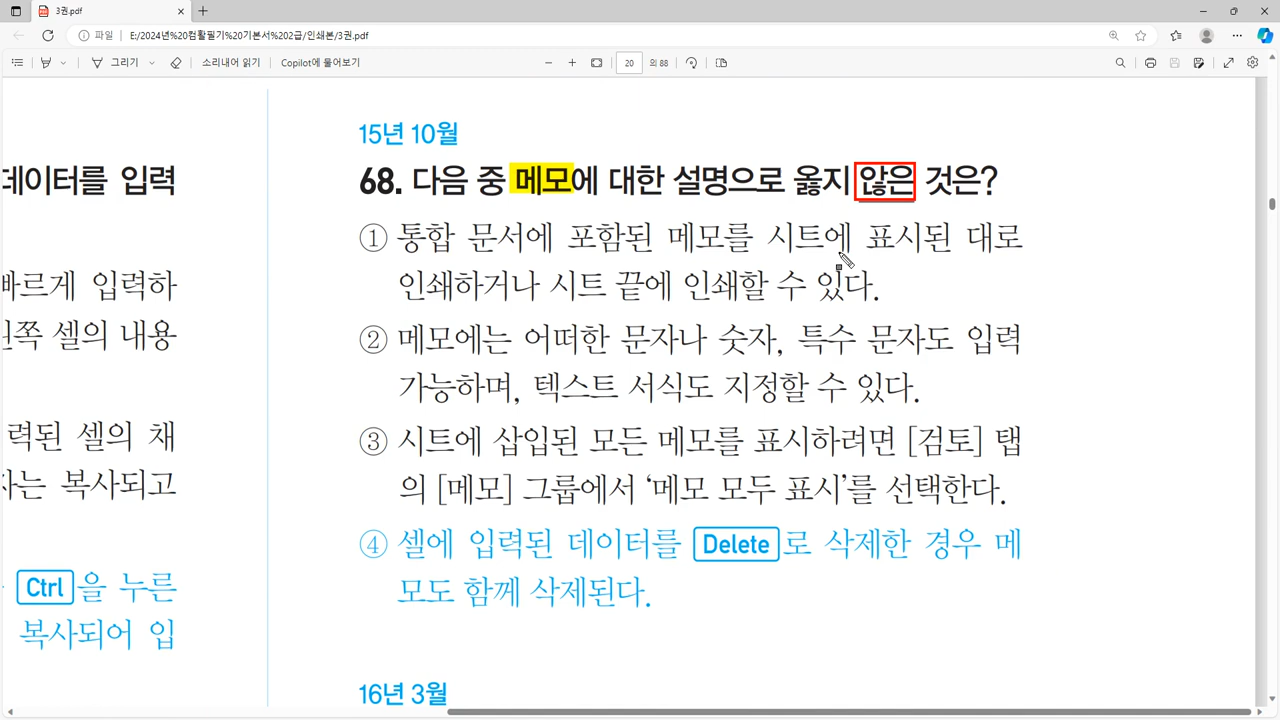 3권.pdf
파일
E:/2024년%20컴활필기%20기본서%202급/인쇄본/3권.pdf
그리기
소리내어 읽기
Copilot에 물어보기
20
의 88
데이터를 입력
빠르게 입력하
왼쪽 셀의 내용
력된 셀의 채
자는 복사되고
Ctrl을 누른
복사되어 입
15년 10월
68. 다음 중 메모에 대한 설명으로 옳지 않은 것은?
① 통합 문서에 포함된 메모를 시트에 표시된 대로
인쇄하거나 시트 끝에 인쇄할 수 있다.
② 메모에는 어떠한 문자나 숫자, 특수 문자도 입력
가능하며, 텍스트 서식도 지정할 수 있다.
③ 시트에 삽입된 모든 메모를 표시하려면 [검토] 탭
의 [메모] 그룹에서 ‘메모 모두 표시’를 선택한다.
④ 셀에 입력된 데이터를 Delete로 삭제한 경우 메
모도 함께 삭제된다.
16년 3월